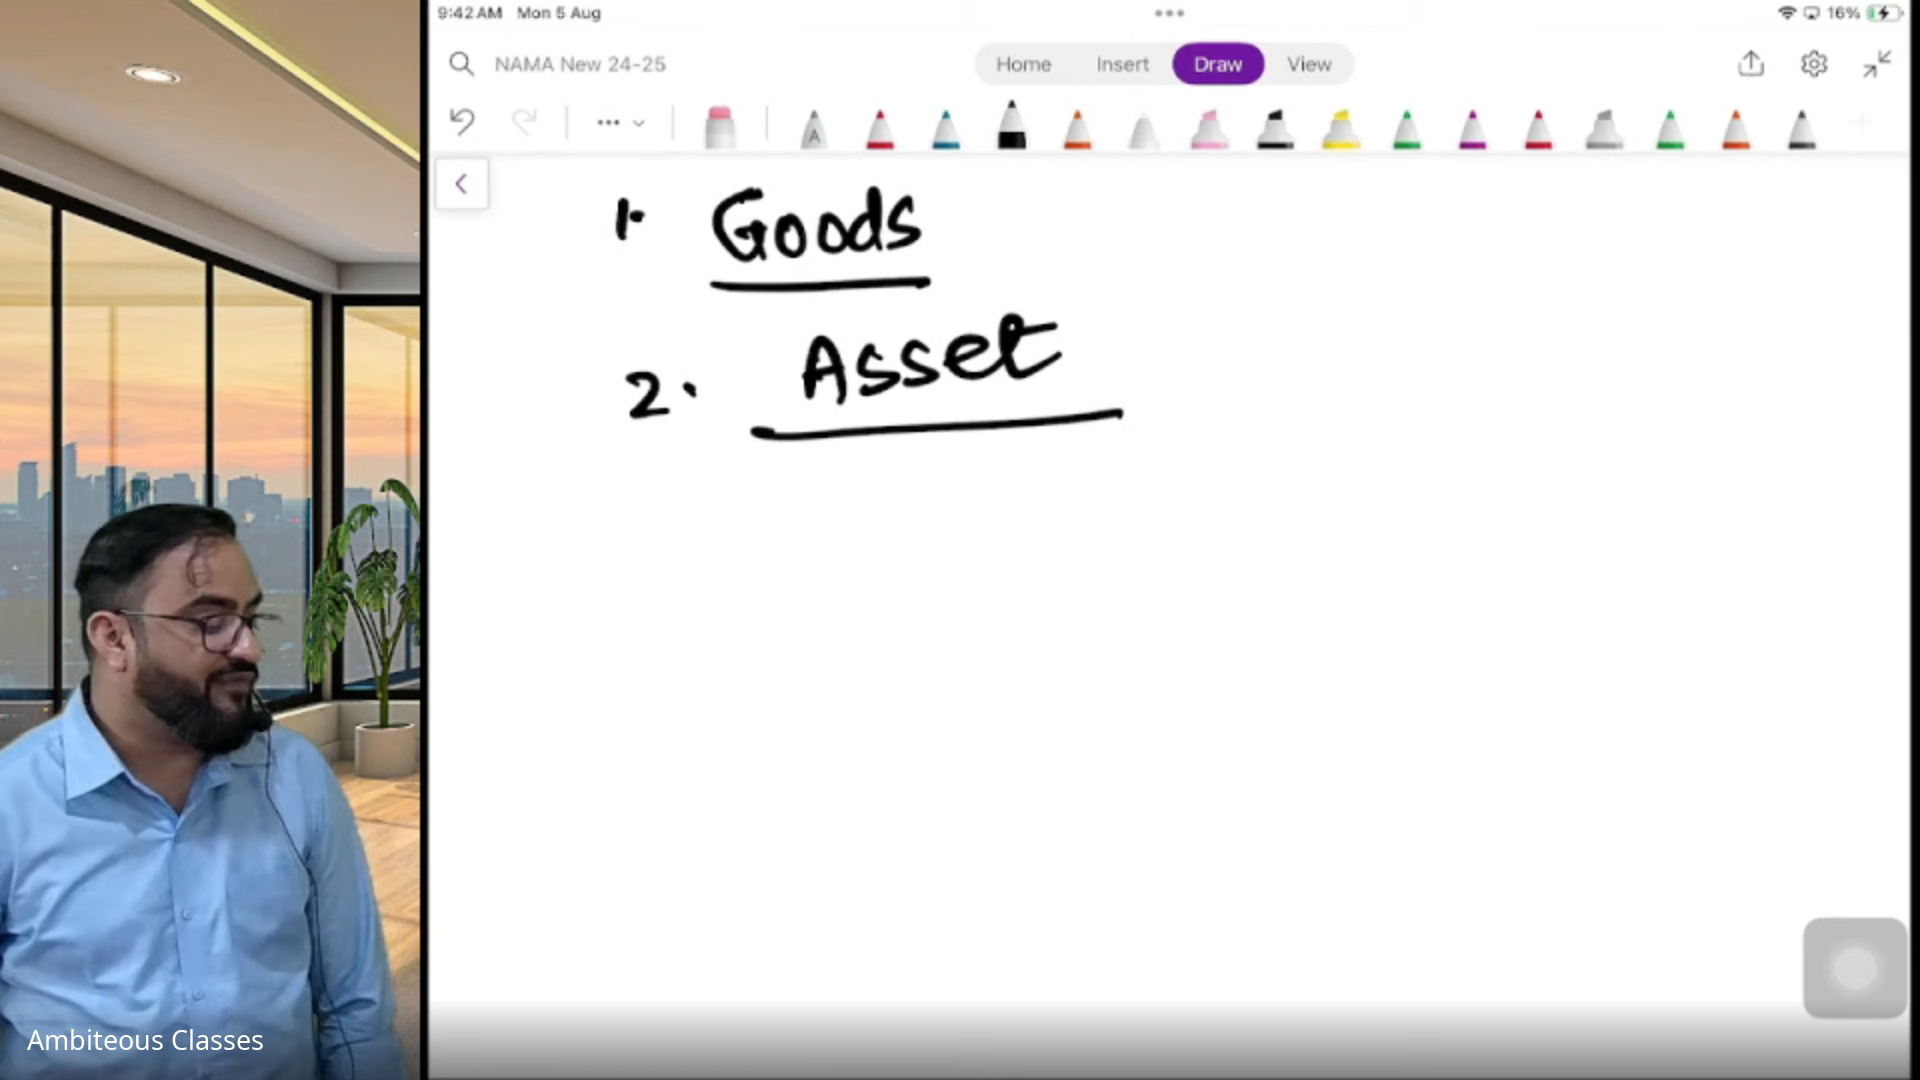 9:42 AM Mon 5 Aug
16%
NAMA New 24-25
Home Insert Draw View
A
1. Goods
2. Asset
Ambiteous Classes